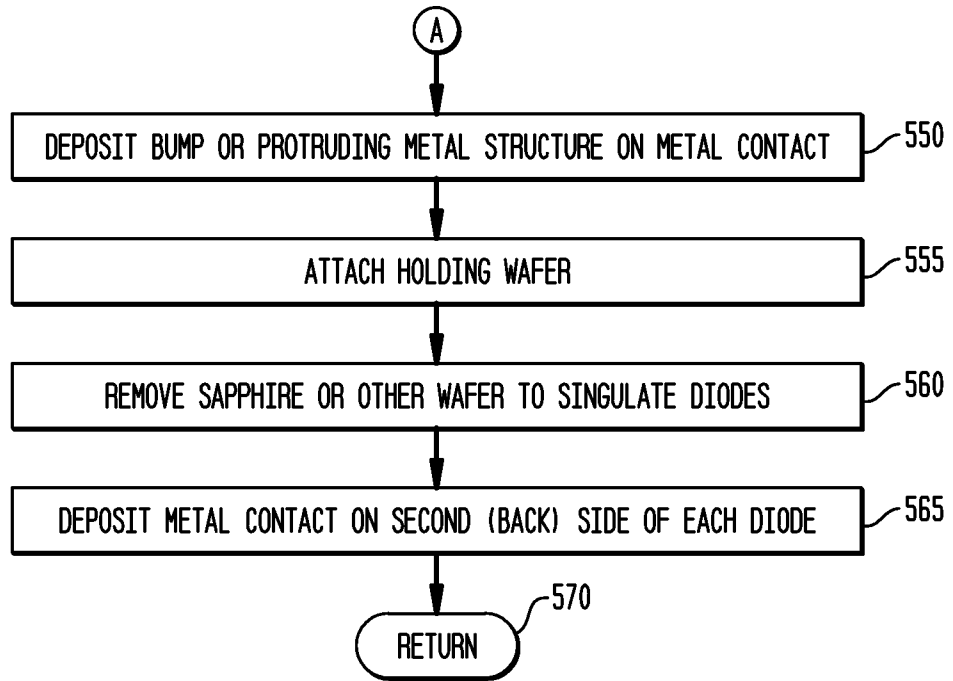 A
DEPOSIT BUMP OR PROTRUDING METAL STRUCTURE ON METAL CONTACT
550
ATTACH HOLDING WAFER
555
REMOVE SAPPHIRE OR OTHER WAFER TO SINGULATE DIODES
560
DEPOSIT METAL CONTACT ON SECOND (BACK) SIDE OF EACH DIODE
565
RETURN
570